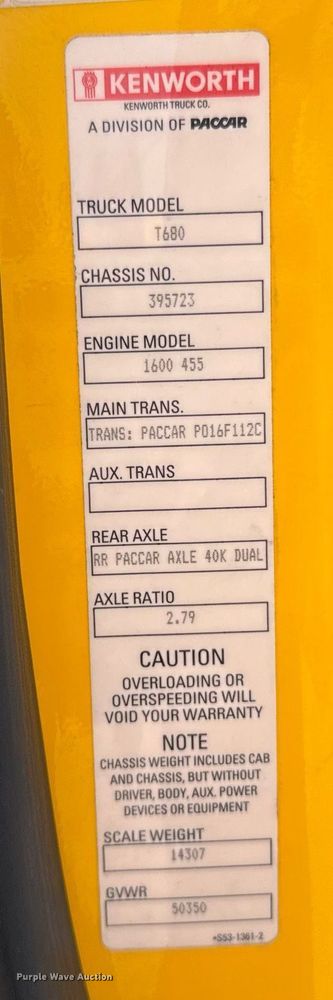 KENWORTH
KENWORTH TRUCK CO.
A DIVISION OF PACCAR
TRUCK MODEL
T680
CHASSIS NO.
395723
ENGINE MODEL
1600 455
MAIN TRANS.
TRANS: PACCAR PO16F112C
AUX. TRANS
REAR AXLE
RR PACCAR AXLE 40K DUAL
AXLE RATIO
2.79
CAUTION
OVERLOADING OR
OVERSPEEDING WILL
VOID YOUR WARRANTY
NOTE
CHASSIS WEIGHT INCLUDES CAB
AND CHASSIS, BUT WITHOUT
DRIVER, BODY, AUX. POWER
DEVICES OR EQUIPMENT
SCALE WEIGHT
14307
GVWR
50350
*S53-1361-2
Purple Wave Auction